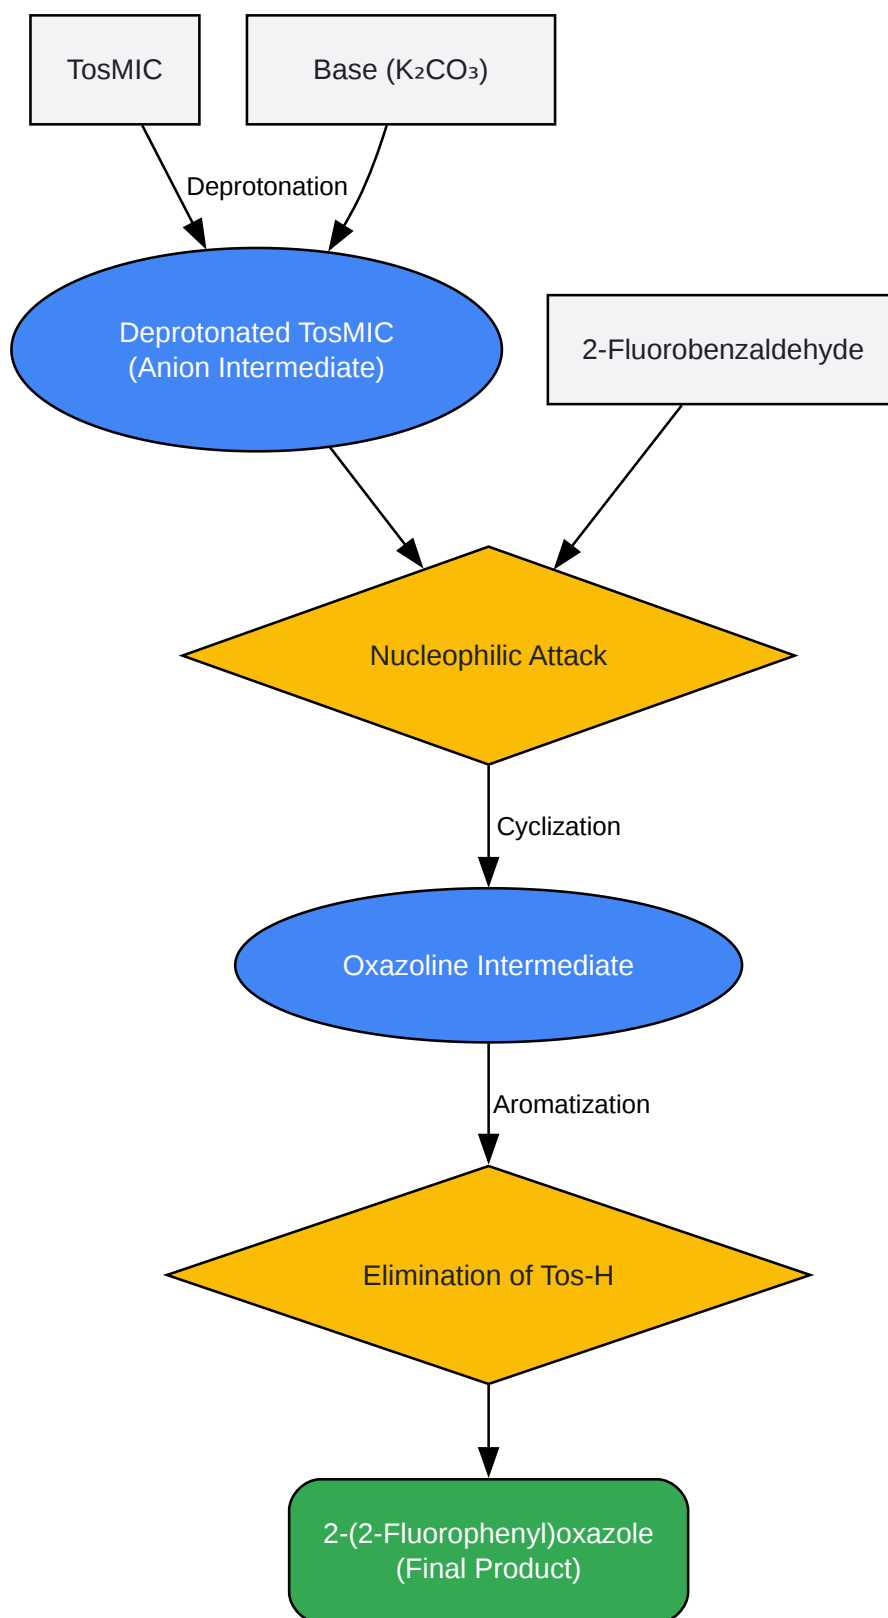 TosMIC
Base (K₂CO₃)
Deprotonation
Deprotonated TosMIC
(Anion Intermediate)
2-Fluorobenzaldehyde
Nucleophilic Attack
Cyclization
Oxazoline Intermediate
Aromatization
Elimination of Tos-H
2-(2-Fluorophenyl)oxazole
(Final Product)